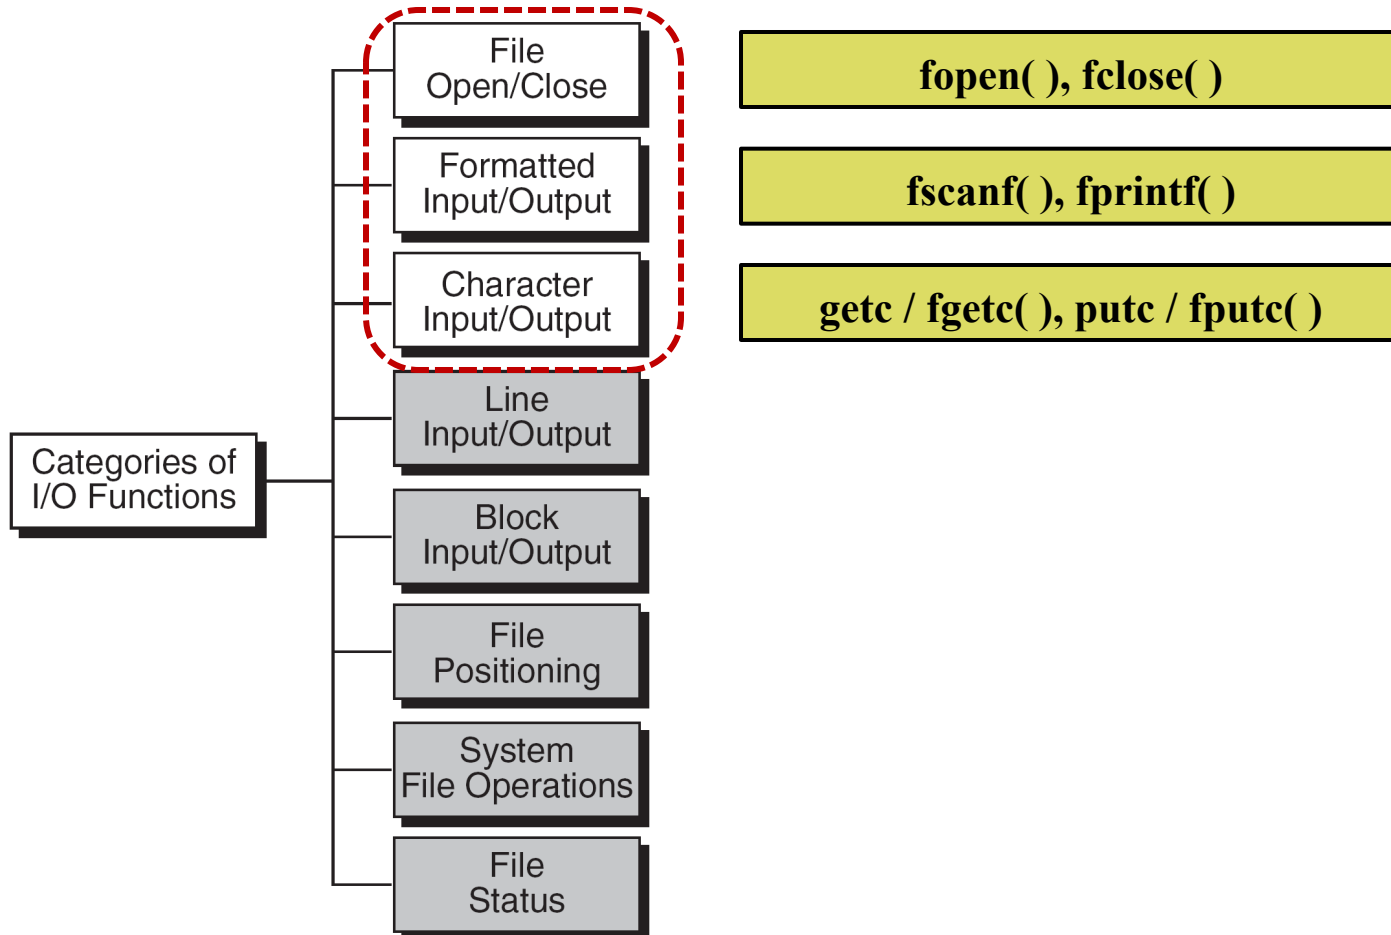 File
Open/Close
fopen( ), fclose( )
Formatted
Input/Output
fscanf( ), fprintf( )
Character
Input/Output
getc / fgetc( ), putc / fputc( )
Line
Input/Output
Categories of
I/O Functions
Block
Input/Output
File
Positioning
System
File Operations
File
Status